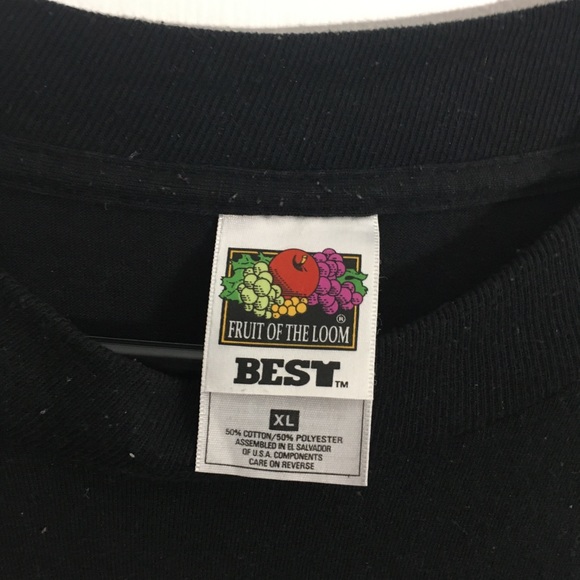 FRUIT OF THE LOOM ®
BEST™
XL
50% COTTON/50% POLYESTER
ASSEMBLED IN EL SALVADOR
OF U.S.A. COMPONENTS
CARE ON REVERSE